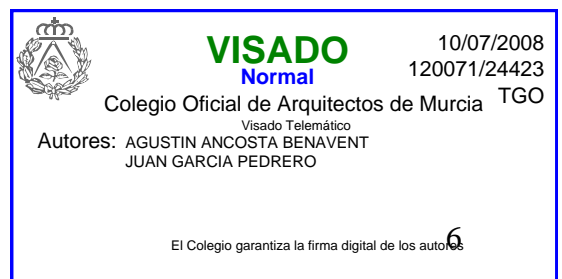 VISADO
Normal
10/07/2008
120071/24423
TGO
Colegio Oficial de Arquitectos de Murcia
Visado Telemático
Autores: AGUSTIN ANCOSTA BENAVENT
JUAN GARCIA PEDRERO
El Colegio garantiza la firma digital de los autores
6